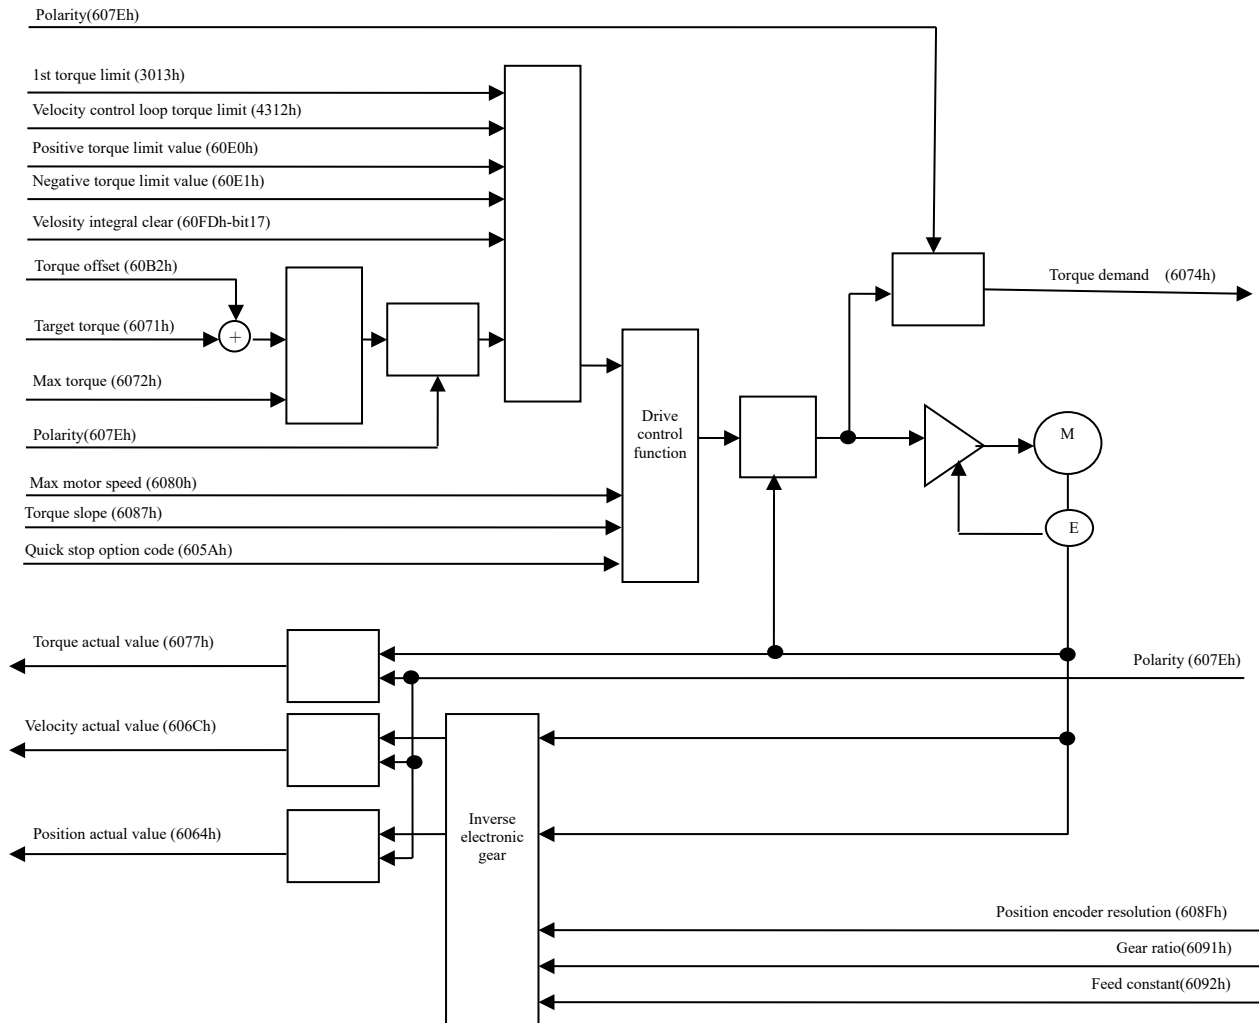 Polarity(607Eh)
1st torque limit (3013h)
Velocity control loop torque limit (4312h)
Positive torque limit value (60E0h)
Negative torque limit value (60E1h)
Velosity integral clear (60FDh-bit17)
Torque offset (60B2h)
Torque demand (6074h)
Target torque (6071h)
+
Max torque (6072h)
Polarity(607Eh)
Drive
control
function
M
Max motor speed (6080h)
Torque slope (6087h)
E
Quick stop option code (605Ah)
Torque actual value (6077h)
Polarity (607Eh)
Velocity actual value (606Ch)
Position actual value (6064h)
Inverse
electronic
gear
Position encoder resolution (608Fh)
Gear ratio(6091h)
Feed constant(6092h)